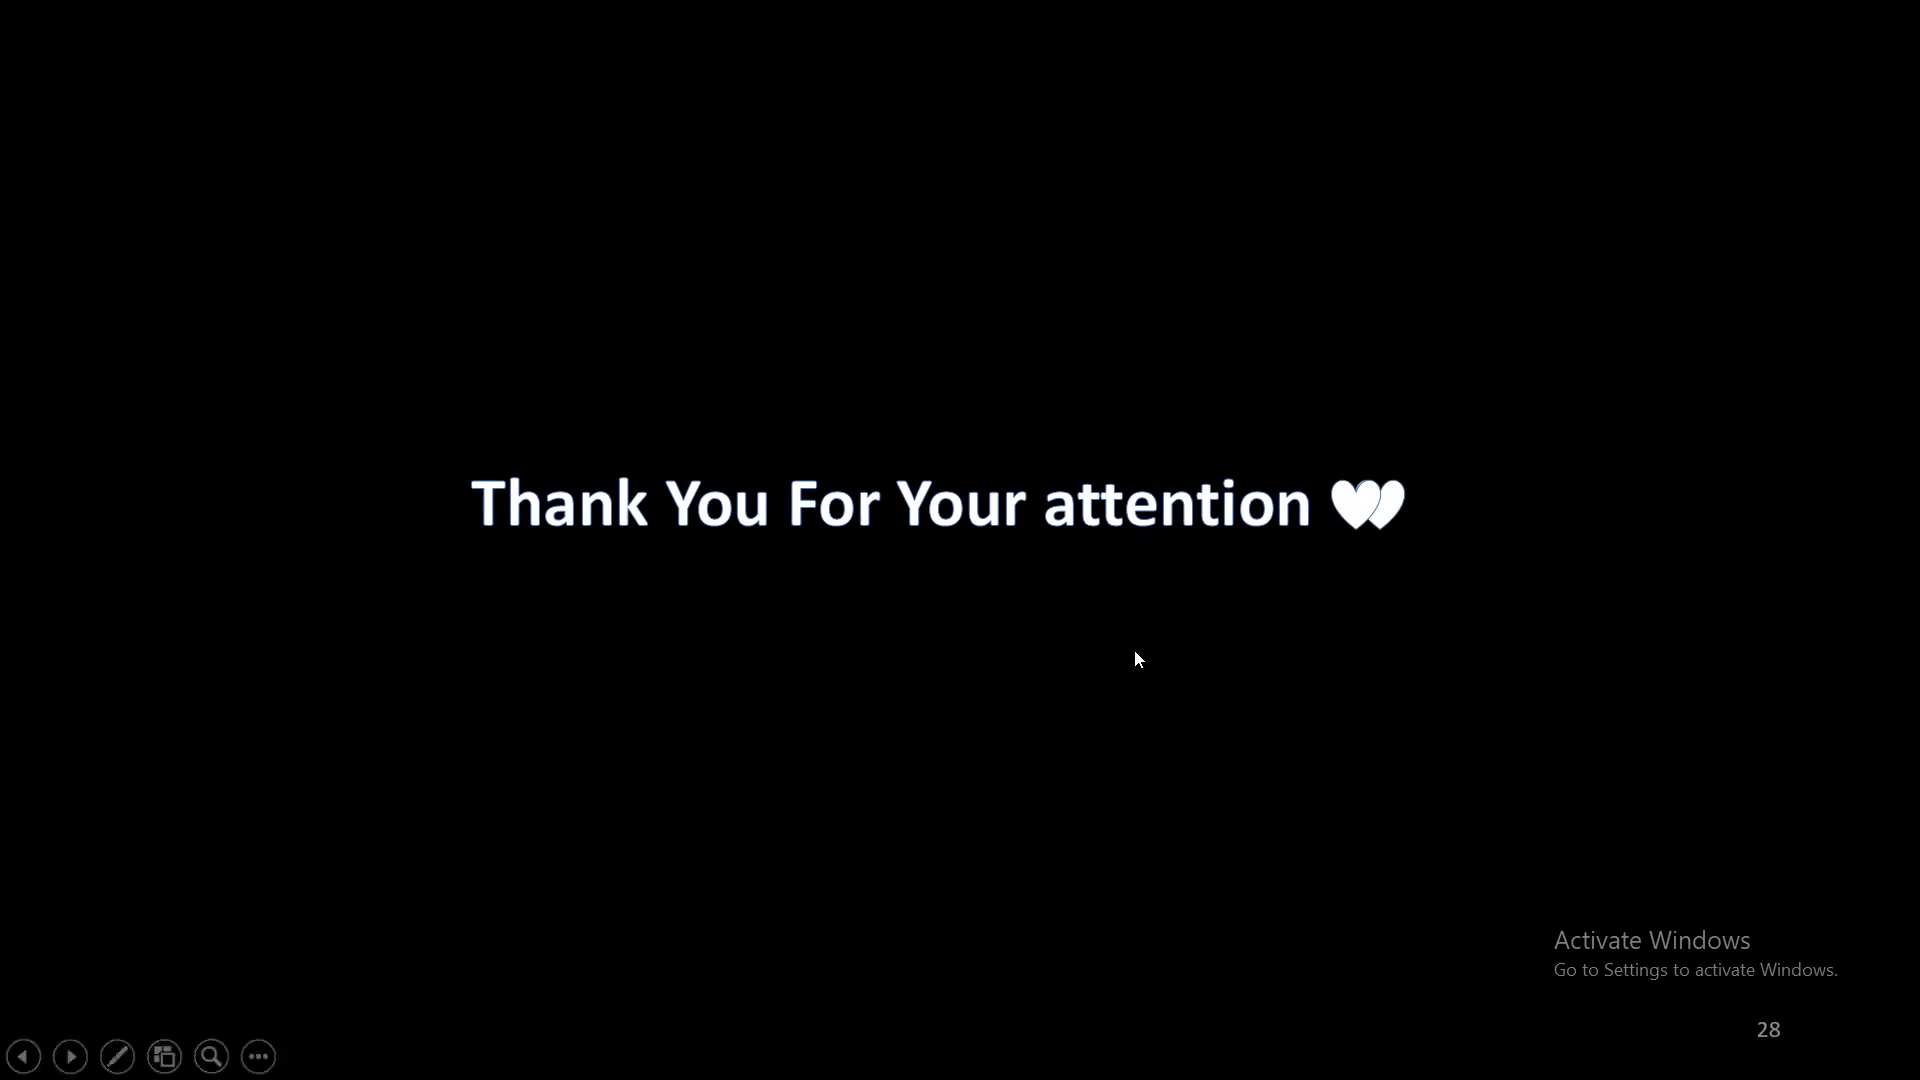 Thank You For Your attention 🤍🤍
Activate Windows
Go to Settings to activate Windows.
28